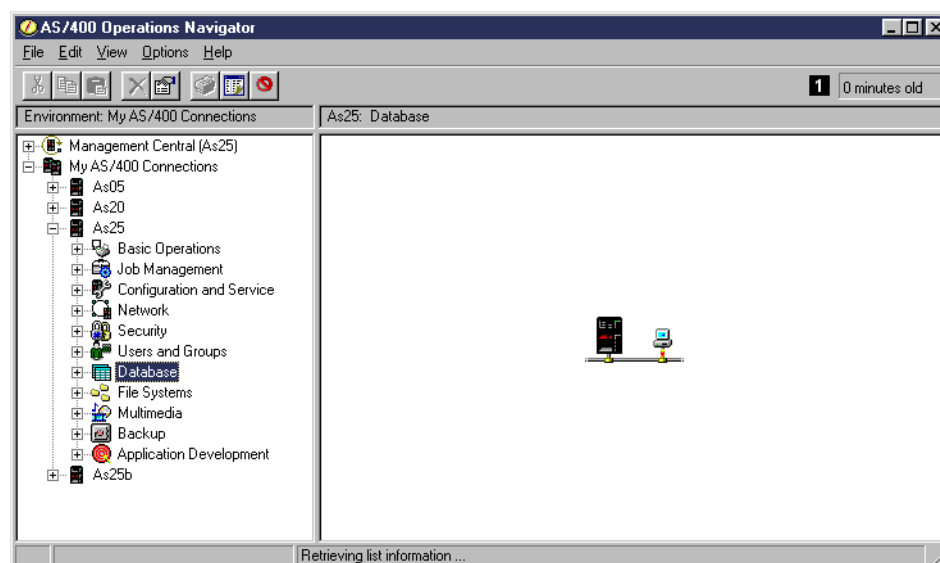 AS/400 Operations Navigator
File Edit View Options Help
1 0 minutes old
Environment: My AS/400 Connections As25: Database
Management Central (As25)
My AS/400 Connections
As05
As20
As25
Basic Operations
Job Management
Configuration and Service
Network
Security
Users and Groups
Database
File Systems
Multimedia
Backup
Application Development
As25b
Retrieving list information ...